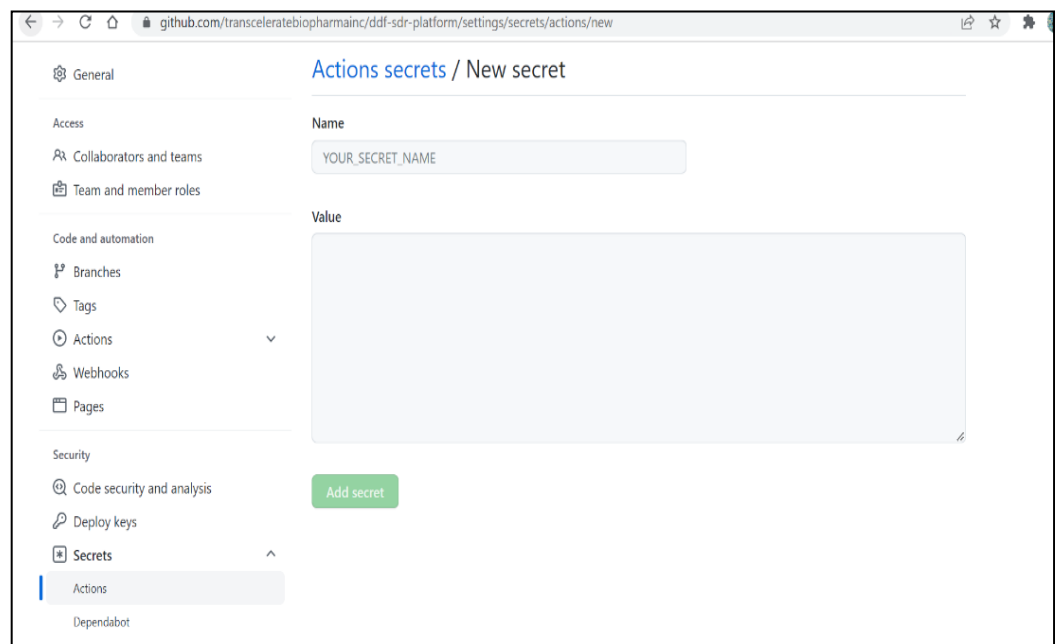 github.com/transceleratebiopharmainc/ddf-sdr-platform/settings/secrets/actions/new
General
Access
Collaborators and teams
Team and member roles
Code and automation
Branches
Tags
Actions
Webhooks
Pages
Security
Code security and analysis
Deploy keys
Secrets
Actions
Dependabot
Actions secrets / New secret
Name
YOUR_SECRET_NAME
Value
Add secret